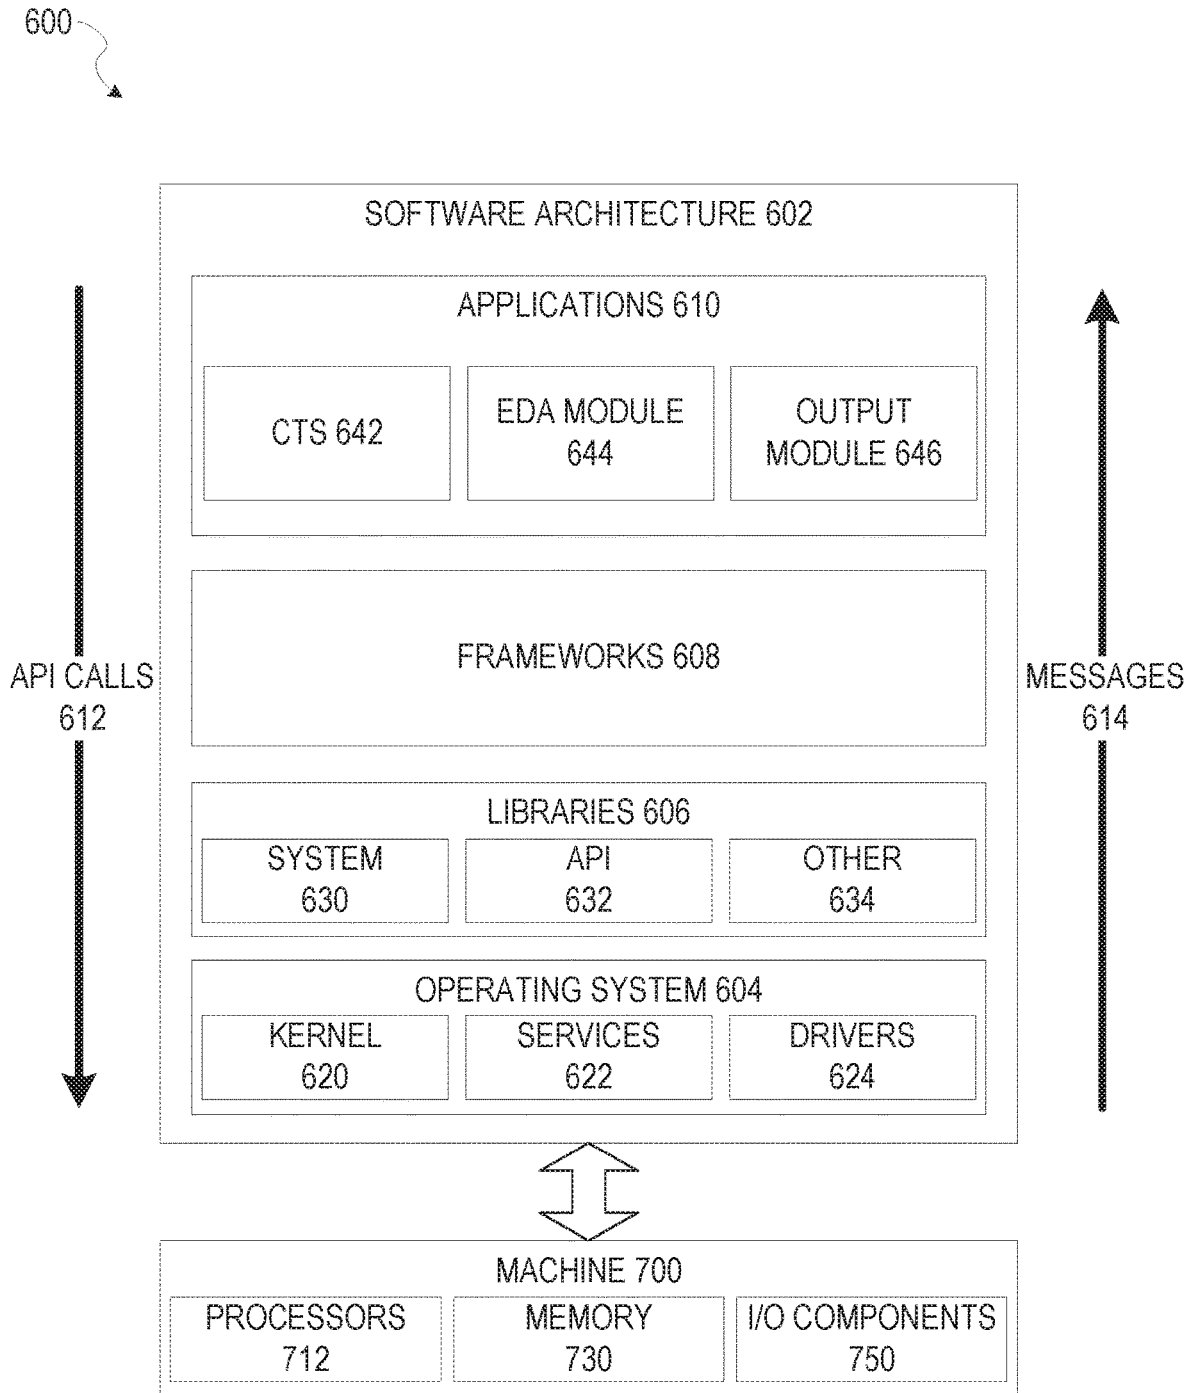 600
SOFTWARE ARCHITECTURE 602
APPLICATIONS 610
CTS 642
EDA MODULE
644
OUTPUT
MODULE 646
FRAMEWORKS 608
API CALLS
612
MESSAGES
614
LIBRARIES 606
SYSTEM
630
API
632
OTHER
634
OPERATING SYSTEM 604
KERNEL
620
SERVICES
622
DRIVERS
624
MACHINE 700
PROCESSORS
712
MEMORY
730
I/O COMPONENTS
750